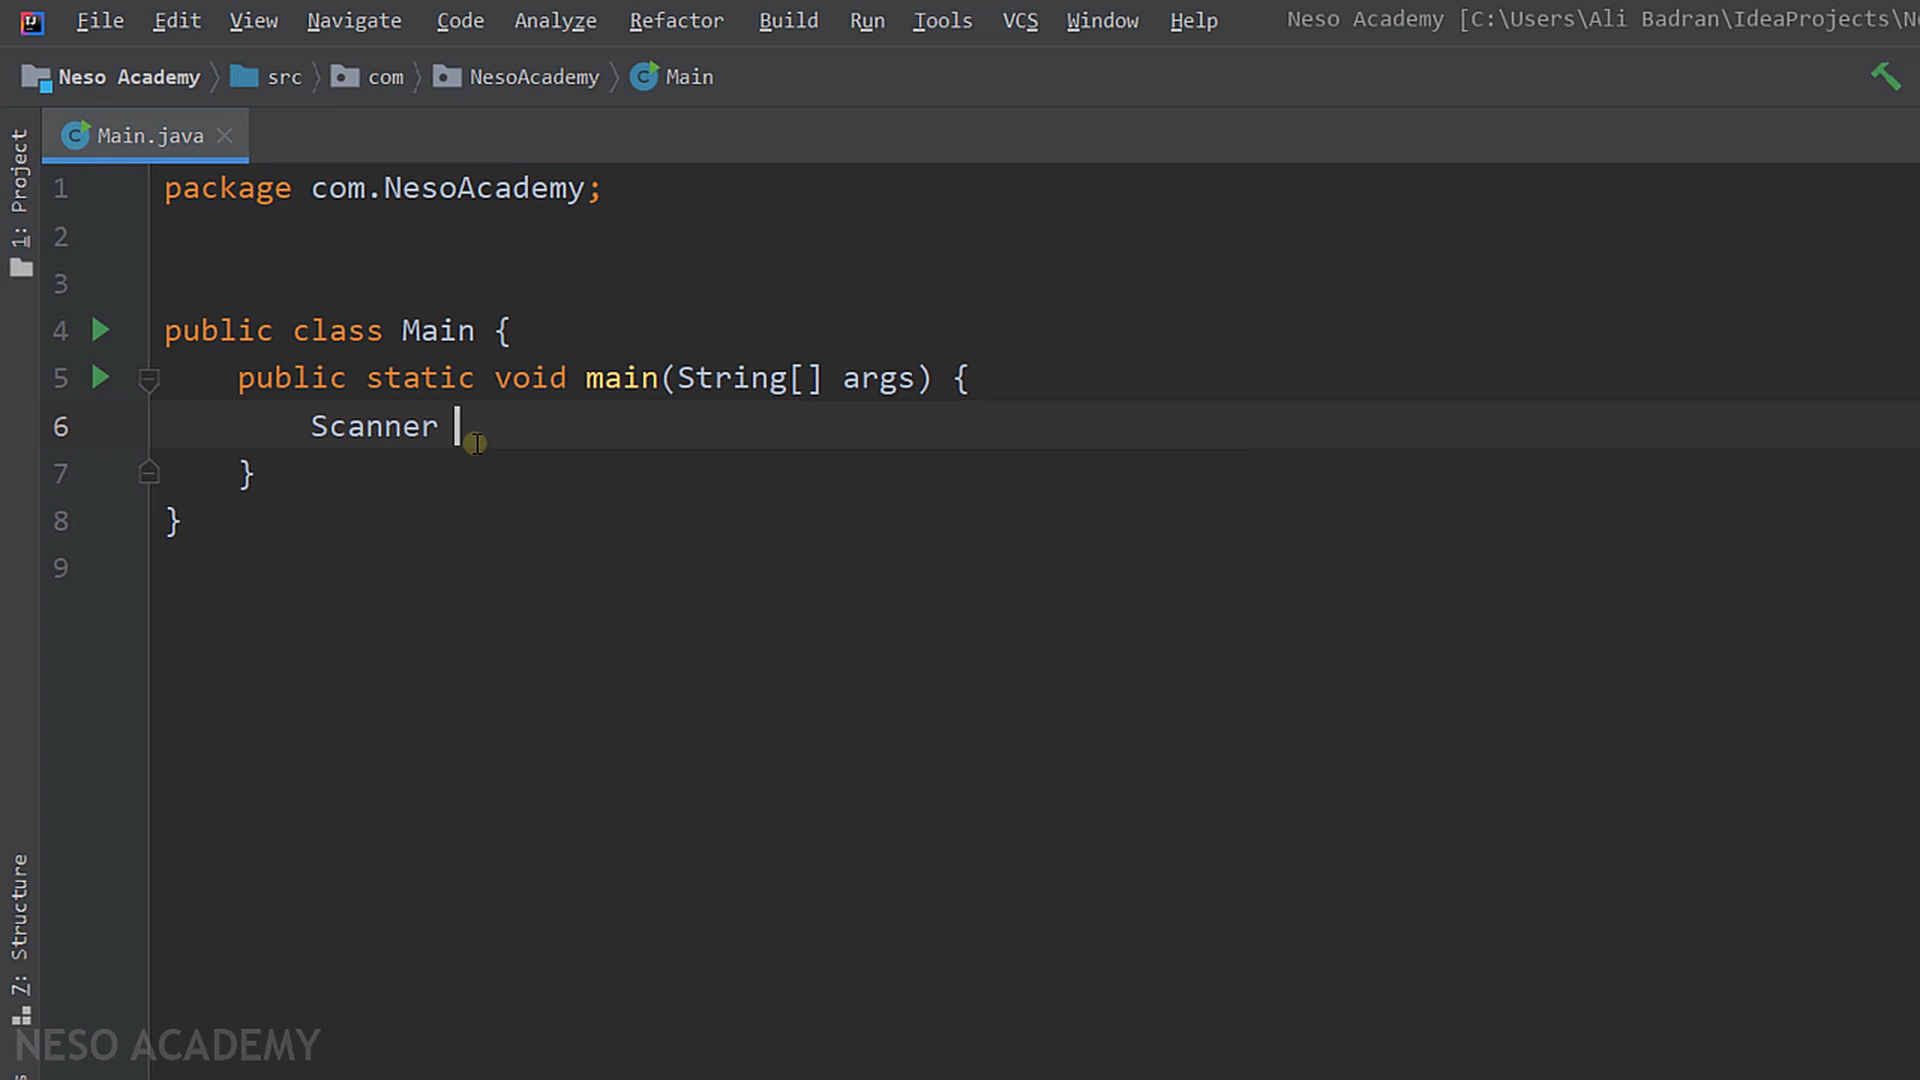 File Edit View Navigate Code Analyze Refactor Build Run Tools VCS Window Help Neso Academy [C:\Users\Ali Badran\IdeaProjects\N
Neso Academy src com NesoAcademy Main
Main.java
1: Project
1 package com.NesoAcademy;
2
3
4 public class Main {
5 public static void main(String[] args) {
6 Scanner
7 }
8 }
9
Z: Structure
NESO ACADEMY